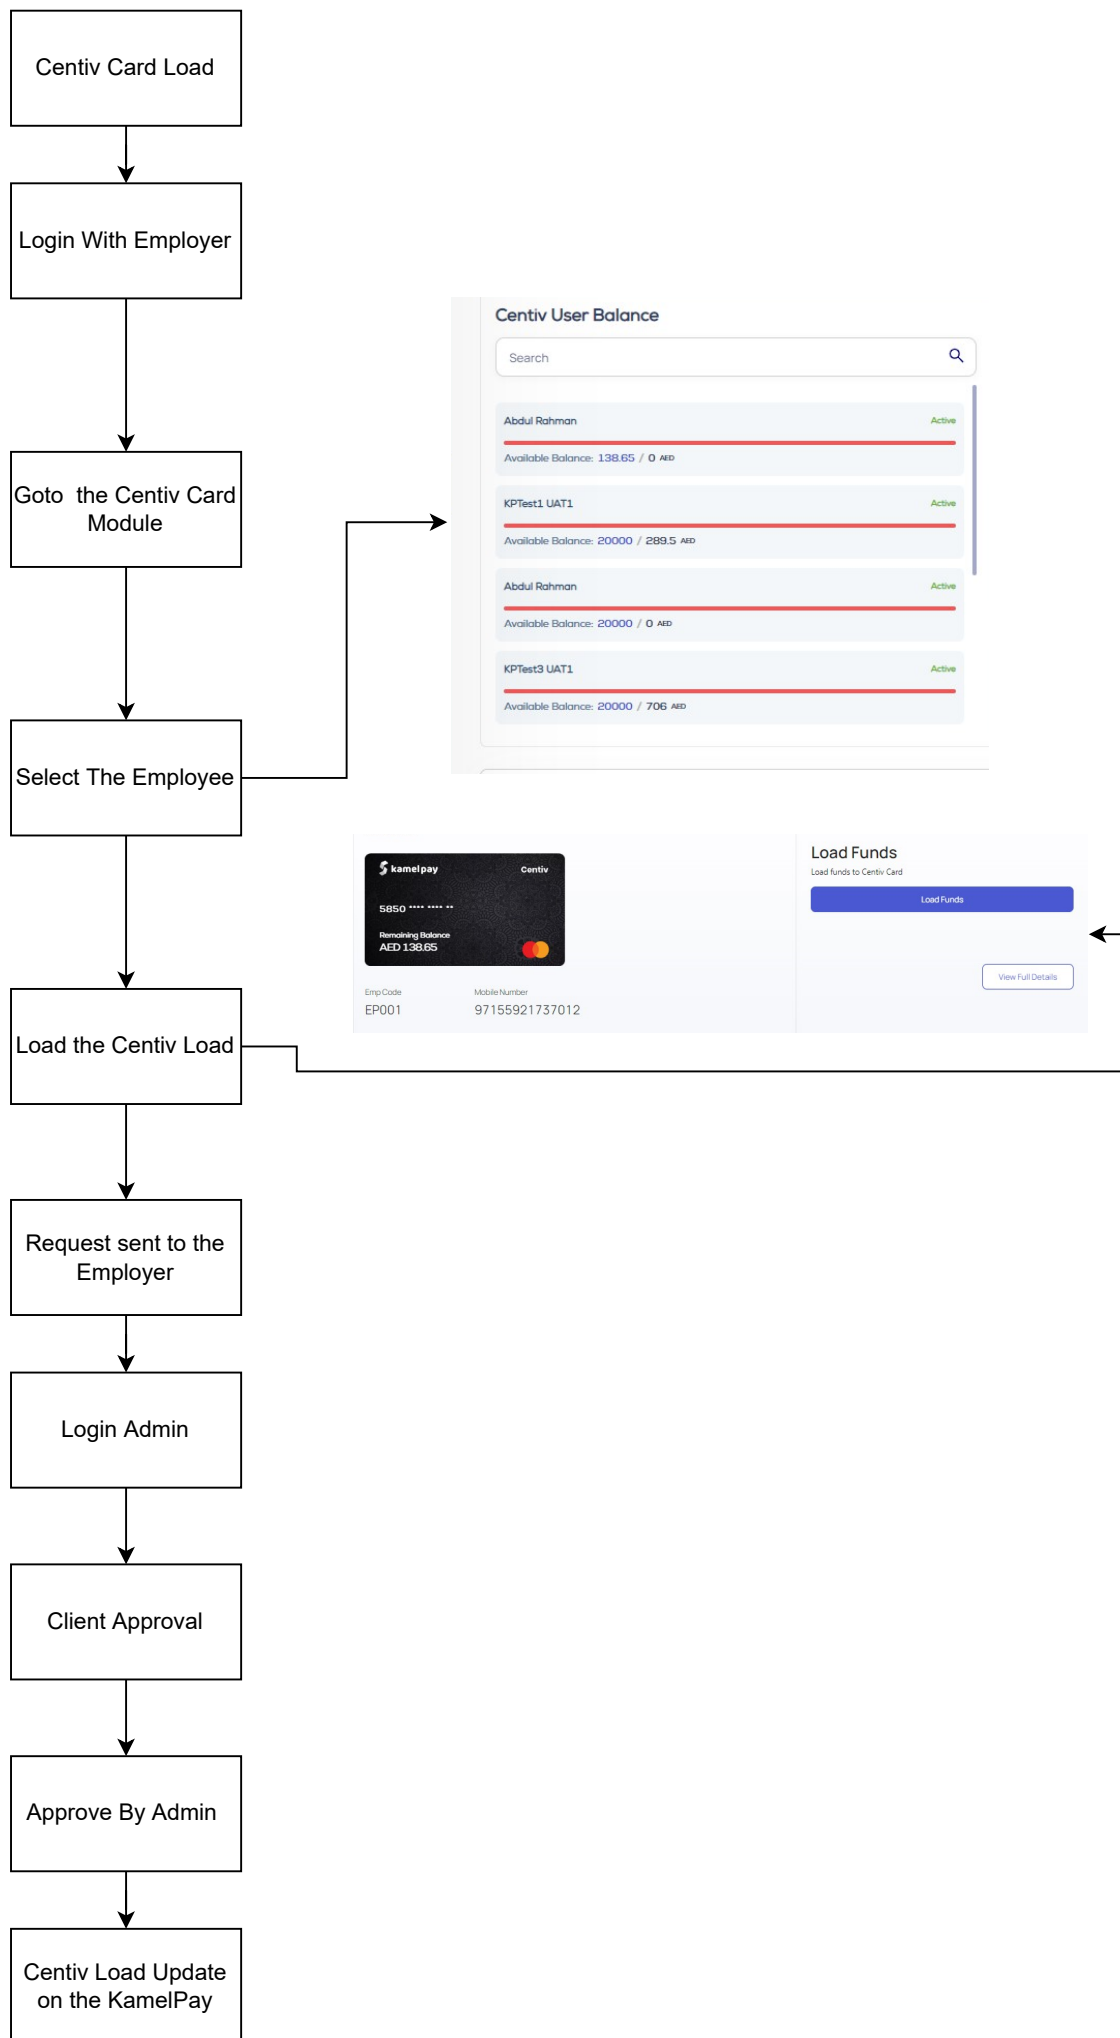 Centiv Card Load
Login With Employer
Goto  the Centiv Card
Module
Select The Employee
Centiv User Balance
Search
Abdul Rahman Active
Available Balance: 138.65 / 0 AED
KPTest1 UAT1 Active
Available Balance: 20000 / 289.5 AED
Abdul Rahman Active
Available Balance: 20000 / 0 AED
KPTest3 UAT1 Active
Available Balance: 20000 / 706 AED
Load the Centiv Load
kamelpay Centiv
5850 **** **** **
Remaining Balance
AED 138.65
Emp Code Mobile Number
EP001 97155921737012
Load Funds
Load funds to Centiv Card
Load Funds
View Full Details
Request sent to the
Employer
Login Admin
Client Approval
Approve By Admin
Centiv Load Update
on the KamelPay